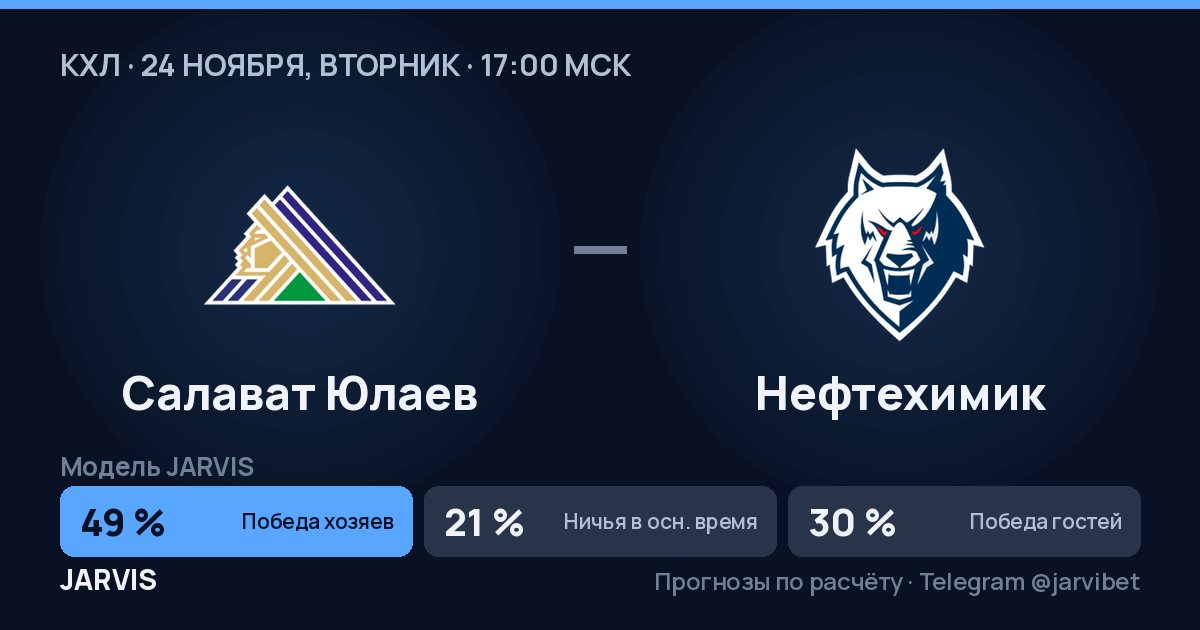 КХЛ · 24 НОЯБРЯ, ВТОРНИК · 17:00 МСК
Салават Юлаев
—
Нефтехимик
Модель JARVIS
49 % Победа хозяев
21 % Ничья в осн. время
30 % Победа гостей
JARVIS
Прогнозы по расчёту · Telegram @jarvibet